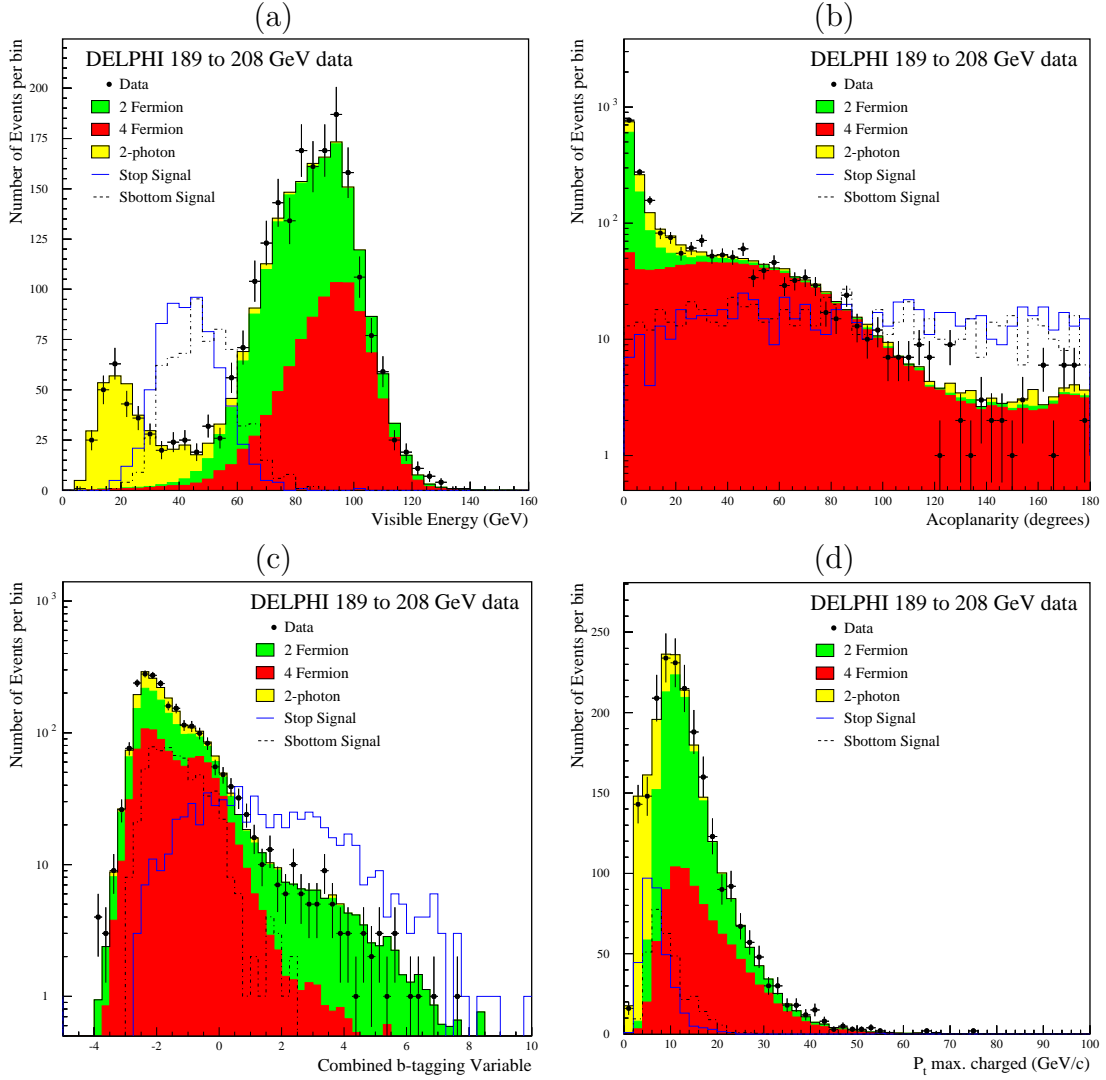 (a)
DELPHI 189 to 208 GeV data
Data
2 Fermion
4 Fermion
2-photon
Stop Signal
Sbottom Signal
Number of Events per bin
0
25
50
75
100
125
150
175
200
0 20 40 60 80 100 120 140 160
Visible Energy (GeV)
(b)
DELPHI 189 to 208 GeV data
Data
2 Fermion
4 Fermion
2-photon
Stop Signal
Sbottom Signal
Number of Events per bin
1
10
10 2
10 3
0 20 40 60 80 100 120 140 160 180
Acoplanarity (degrees)
(c)
DELPHI 189 to 208 GeV data
Data
2 Fermion
4 Fermion
2-photon
Stop Signal
Sbottom Signal
Number of Events per bin
1
10
10 2
10 3
-4 -2 0 2 4 6 8 10
Combined b-tagging Variable
(d)
DELPHI 189 to 208 GeV data
Data
2 Fermion
4 Fermion
2-photon
Stop Signal
Sbottom Signal
Number of Events per bin
0
50
100
150
200
250
0 10 20 30 40 50 60 70 80 90 100
Pt max. charged (GeV/c)